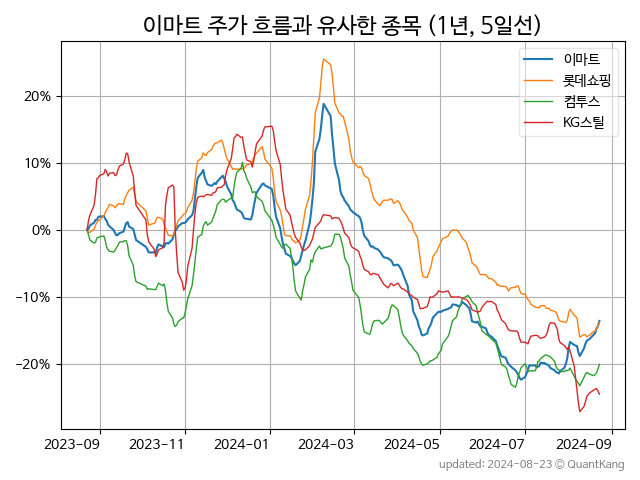 이마트 주가 흐름과 유사한 종목 (1년, 5일선)
이마트
롯데쇼핑
컴투스
KG스틸
20%
10%
0%
−10%
−20%
2023-09 2023-11 2024-01 2024-03 2024-05 2024-07 2024-09
updated: 2024-08-23 ⓒ QuantKang